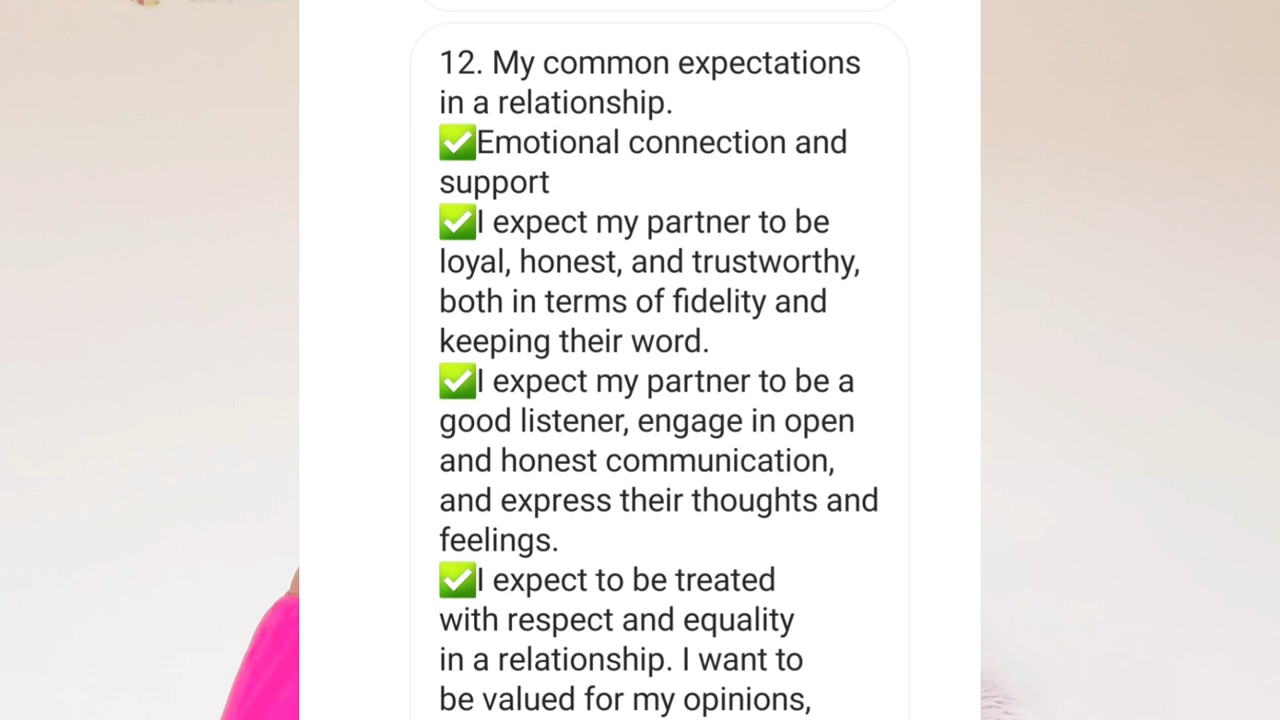 12. My common expectations
in a relationship.
✅Emotional connection and
support
✅I expect my partner to be
loyal, honest, and trustworthy,
both in terms of fidelity and
keeping their word.
✅I expect my partner to be a
good listener, engage in open
and honest communication,
and express their thoughts and
feelings.
✅I expect to be treated
with respect and equality
in a relationship. I want to
be valued for my opinions,